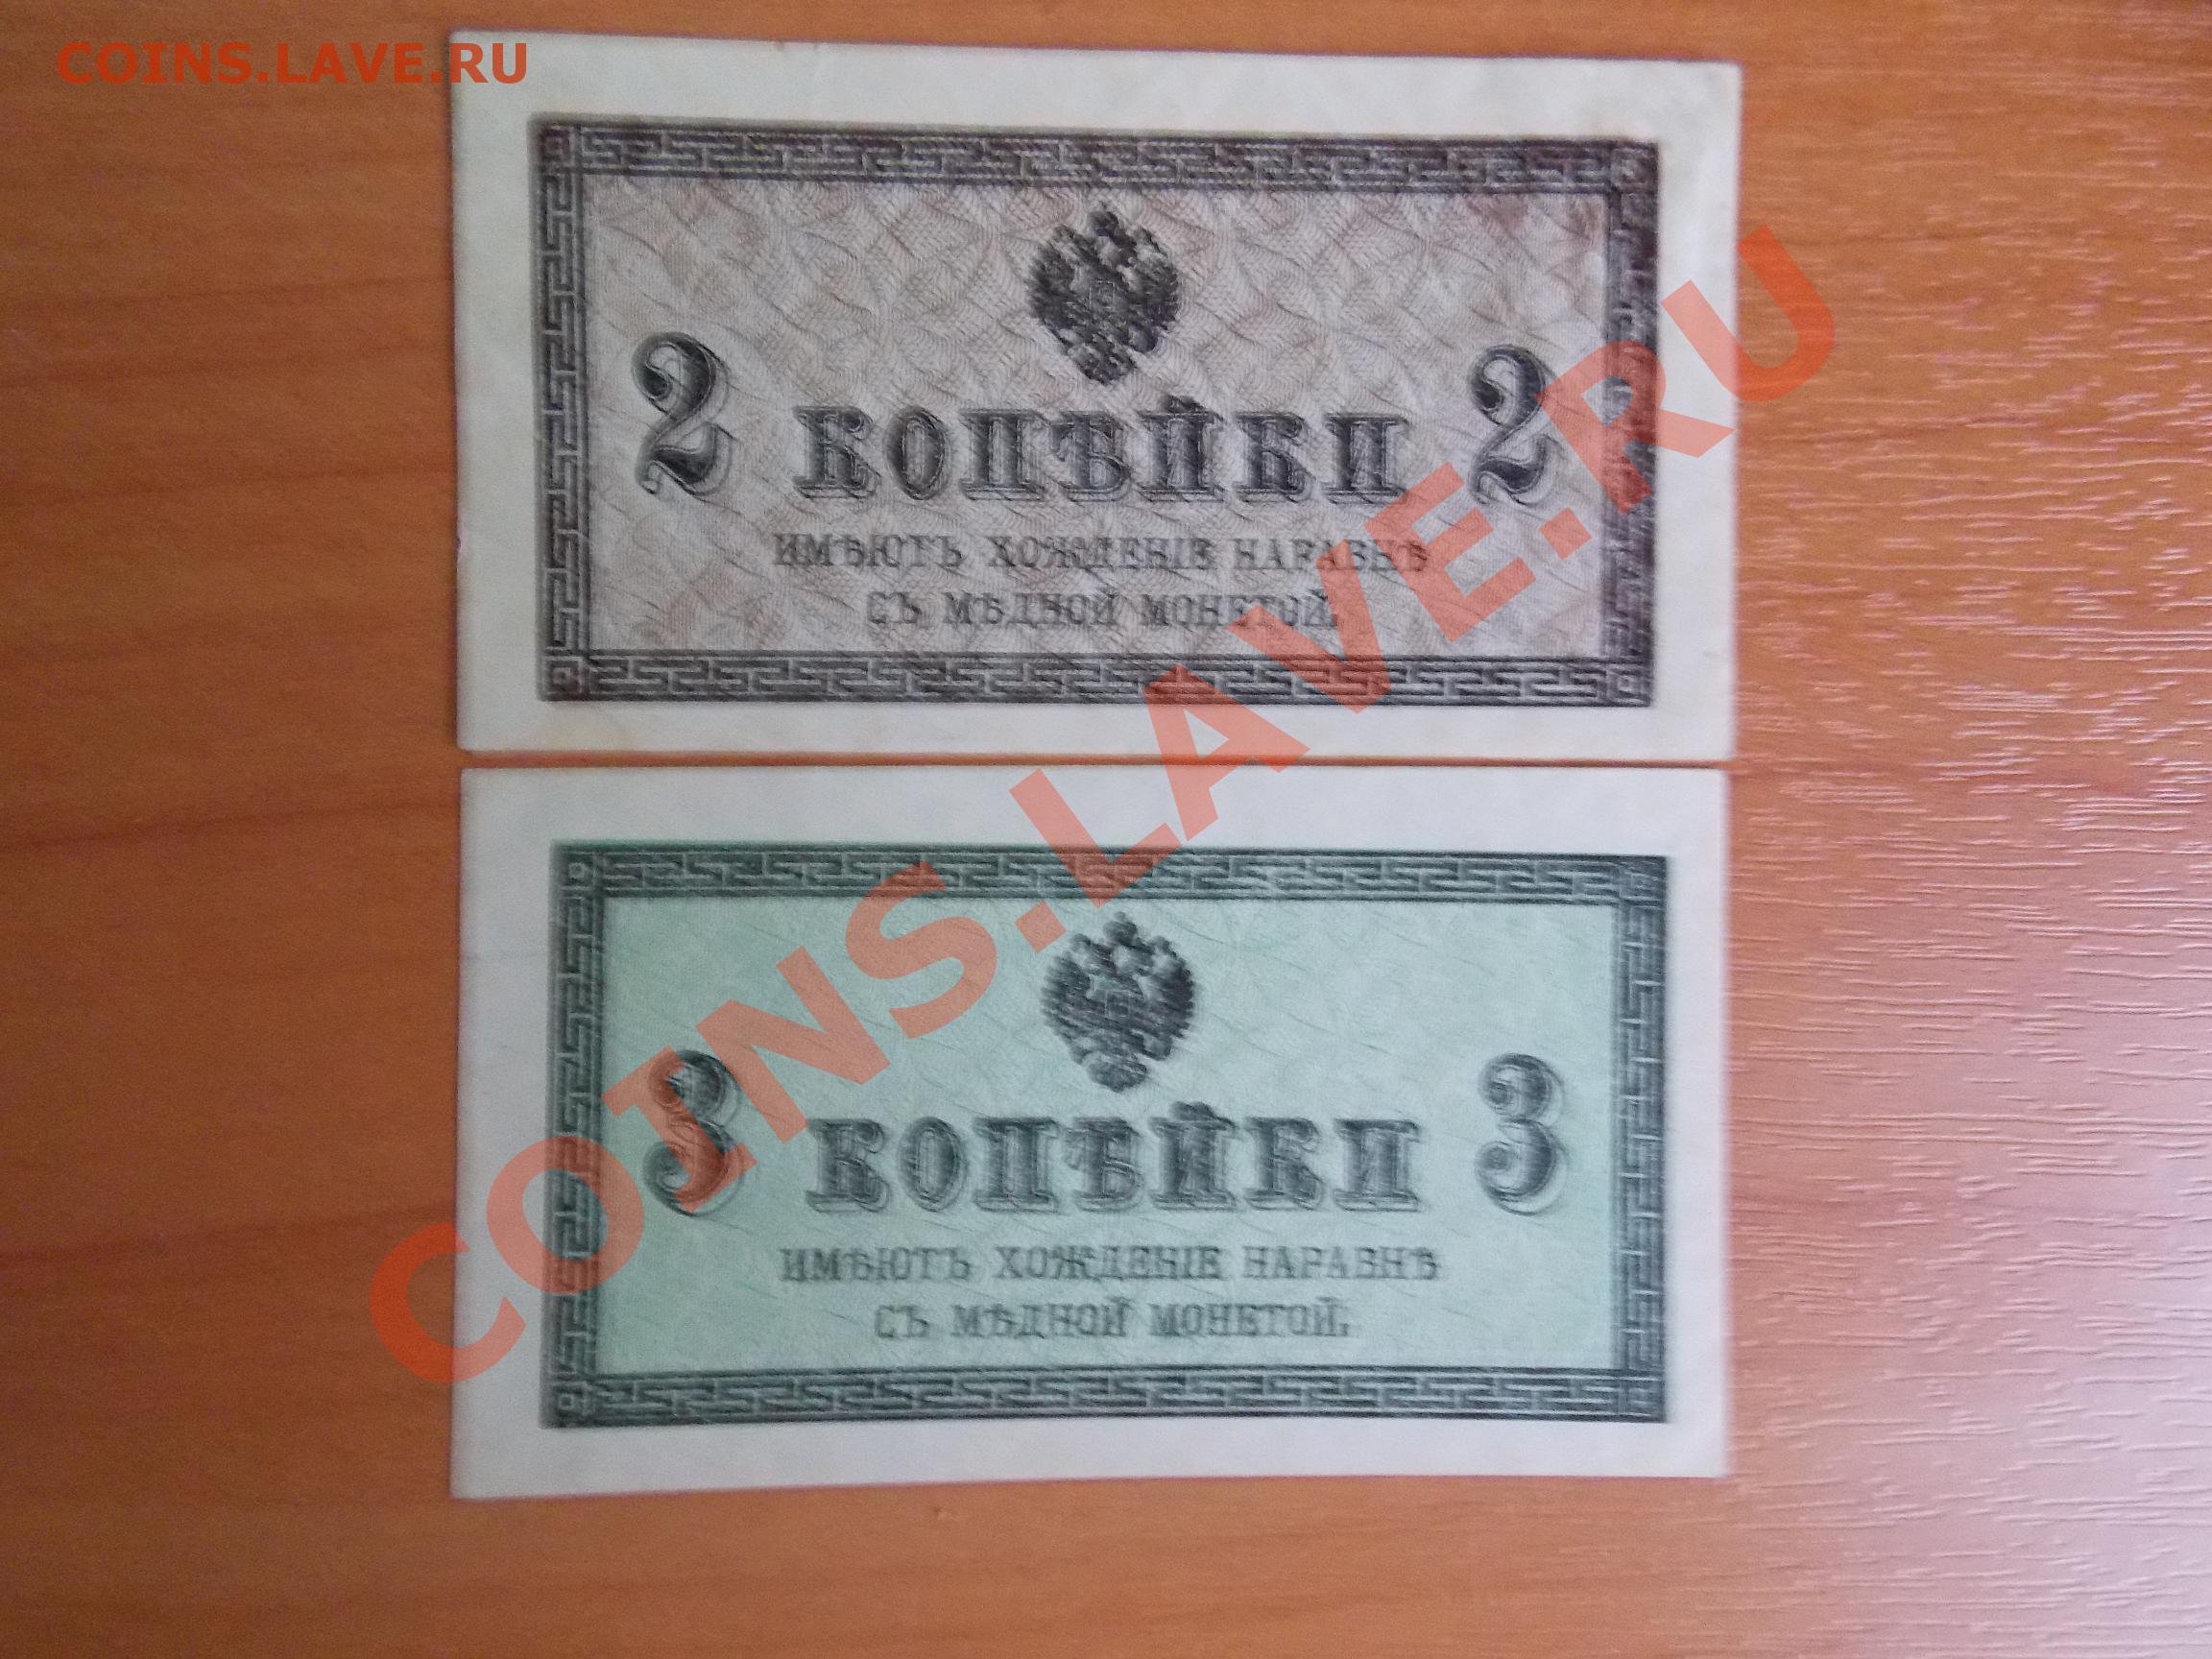 COINS.LAVE.RU
2 КОПѢЙКИ 2
ИМѢЮТЪ ХОЖДЕНІЕ НАРАВНѢ
СЪ МѢДНОЙ МОНЕТОЙ.
3 КОПѢЙКИ 3
ИМѢЮТЪ ХОЖДЕНІЕ НАРАВНѢ
СЪ МѢДНОЙ МОНЕТОЙ.
COINS.LAVE.RU